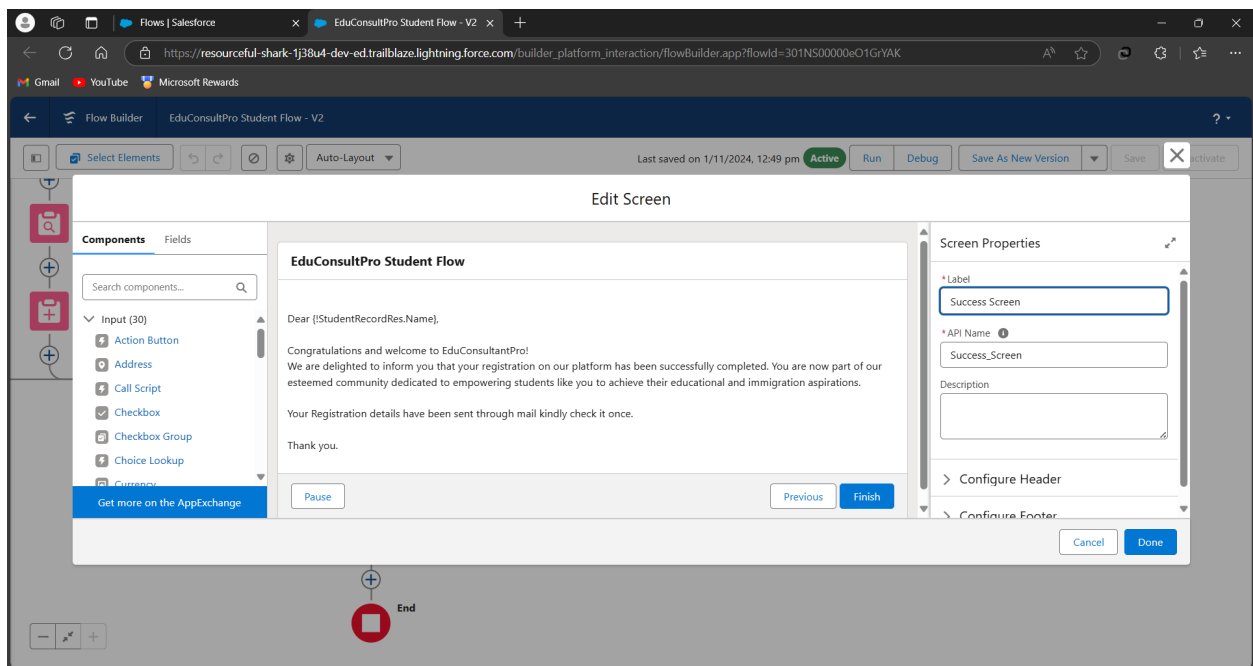 Flows | Salesforce
EduConsultPro Student Flow - V2
https://resourceful-shark-1j38u4-dev-ed.trailblaze.lightning.force.com/builder_platform_interaction/flowBuilder.app?flowId=301NS00000eO1GrYAK
Gmail YouTube Microsoft Rewards
Flow Builder EduConsultPro Student Flow - V2 ?
Select Elements Auto-Layout Last saved on 1/11/2024, 12:49 pm Active Run Debug Save As New Version Save activate
Edit Screen
Components Fields
Search components...
Input (30)
Action Button
Address
Call Script
Checkbox
Checkbox Group
Choice Lookup
Currency
Get more on the AppExchange
EduConsultPro Student Flow
Dear {!StudentRecordRes.Name},
Congratulations and welcome to EduConsultantPro!
We are delighted to inform you that your registration on our platform has been successfully completed. You are now part of our
esteemed community dedicated to empowering students like you to achieve their educational and immigration aspirations.
Your Registration details have been sent through mail kindly check it once.
Thank you.
Pause Previous Finish
Screen Properties
* Label
Success Screen
* API Name
Success_Screen
Description
Configure Header
Configure Footer
Cancel Done
End